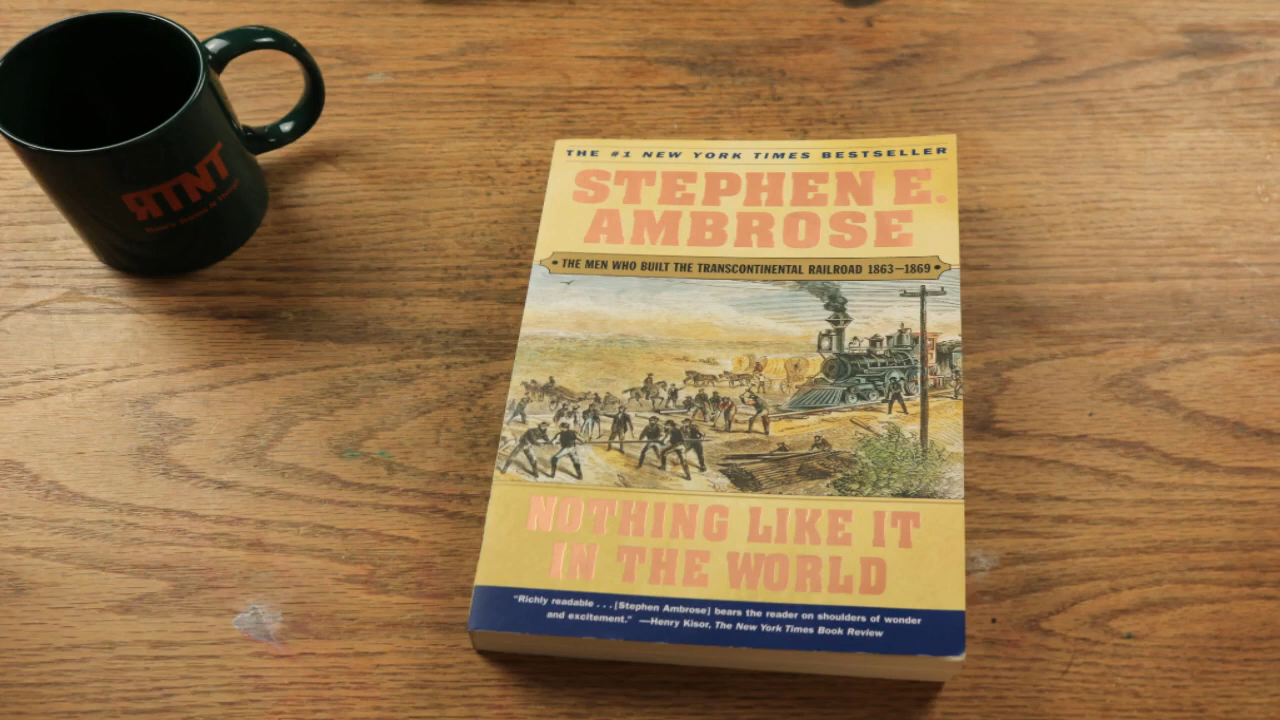 ЯTNT
THE #1 NEW YORK TIMES BESTSELLER
STEPHEN E.
AMBROSE
• THE MEN WHO BUILT THE TRANSCONTINENTAL RAILROAD 1863–1869 •
NOTHING LIKE IT
IN THE WORLD
"Richly readable . . . [Stephen Ambrose] bears the reader on shoulders of wonder
and excitement." —Henry Kisor, The New York Times Book Review